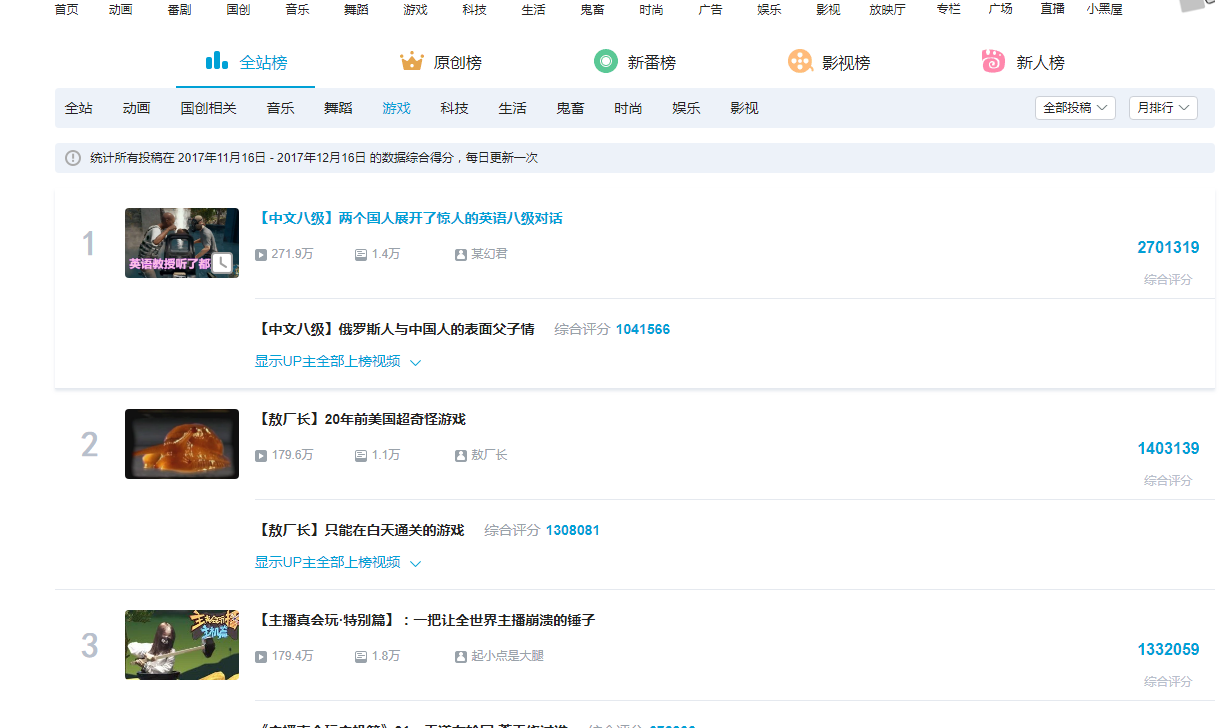 首页 动画 番剧 国创 音乐 舞蹈 游戏 科技 生活 鬼畜 时尚 广告 娱乐 影视 放映厅 专栏 广场 直播 小黑屋
全站榜 原创榜 新番榜 影视榜 新人榜
全站 动画 国创相关 音乐 舞蹈 游戏 科技 生活 鬼畜 时尚 娱乐 影视 全部投稿 月排行
统计所有投稿在 2017年11月16日 - 2017年12月16日 的数据综合得分，每日更新一次
1
英语教授听了都
【中文八级】两个国人展开了惊人的英语八级对话
271.9万 1.4万 某幻君
2701319
综合评分
【中文八级】俄罗斯人与中国人的表面父子情 综合评分 1041566
显示UP主全部上榜视频
2
【敖厂长】20年前美国超奇怪游戏
179.6万 1.1万 敖厂长
1403139
综合评分
【敖厂长】只能在白天通关的游戏 综合评分 1308081
显示UP主全部上榜视频
3
【主播真会玩·特别篇】：一把让全世界主播崩溃的锤子
179.4万 1.8万 起小点是大腿
1332059
综合评分